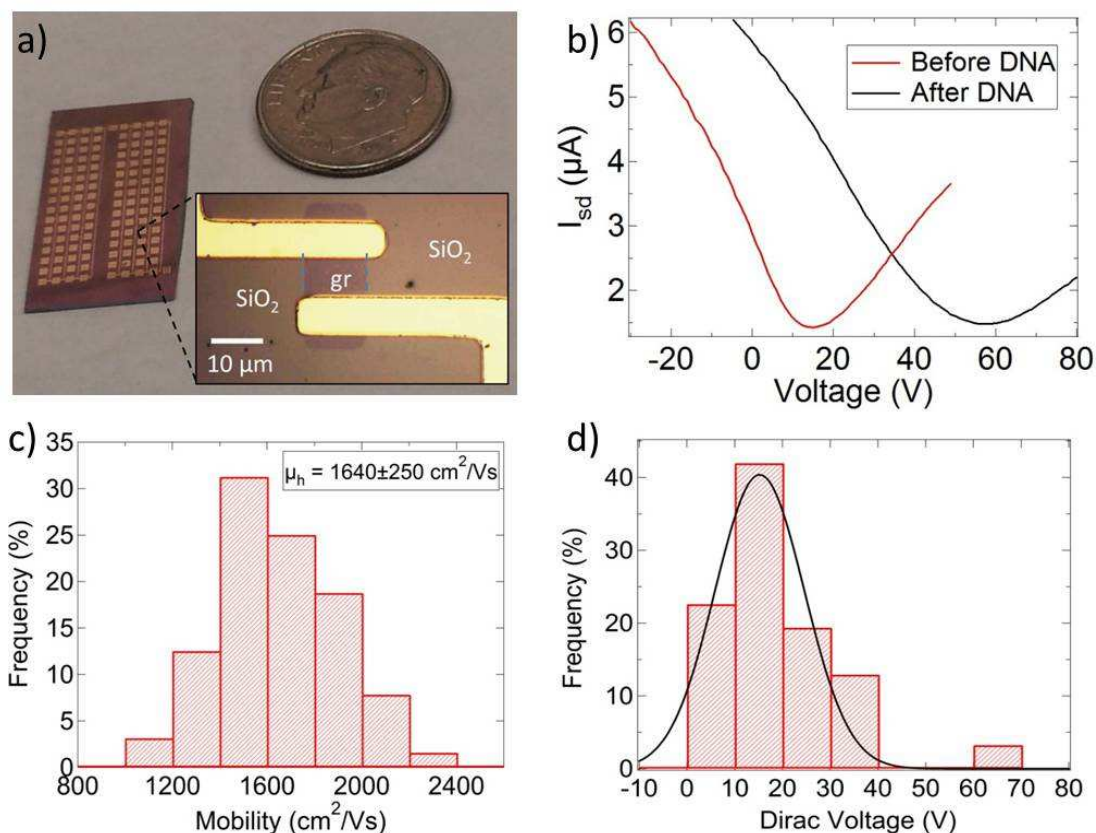 a)
SiO₂
gr
SiO₂
10 µm
b)
Before DNA
After DNA
6
5
4
3
2
I_sd (µA)
-20 0 20 40 60 80
Voltage (V)
c)
µ_h = 1640±250 cm²/Vs
35
30
25
20
15
10
5
0
Frequency (%)
800 1200 1600 2000 2400
Mobility (cm²/Vs)
d)
40
30
20
10
0
Frequency (%)
-10 0 10 20 30 40 50 60 70 80
Dirac Voltage (V)